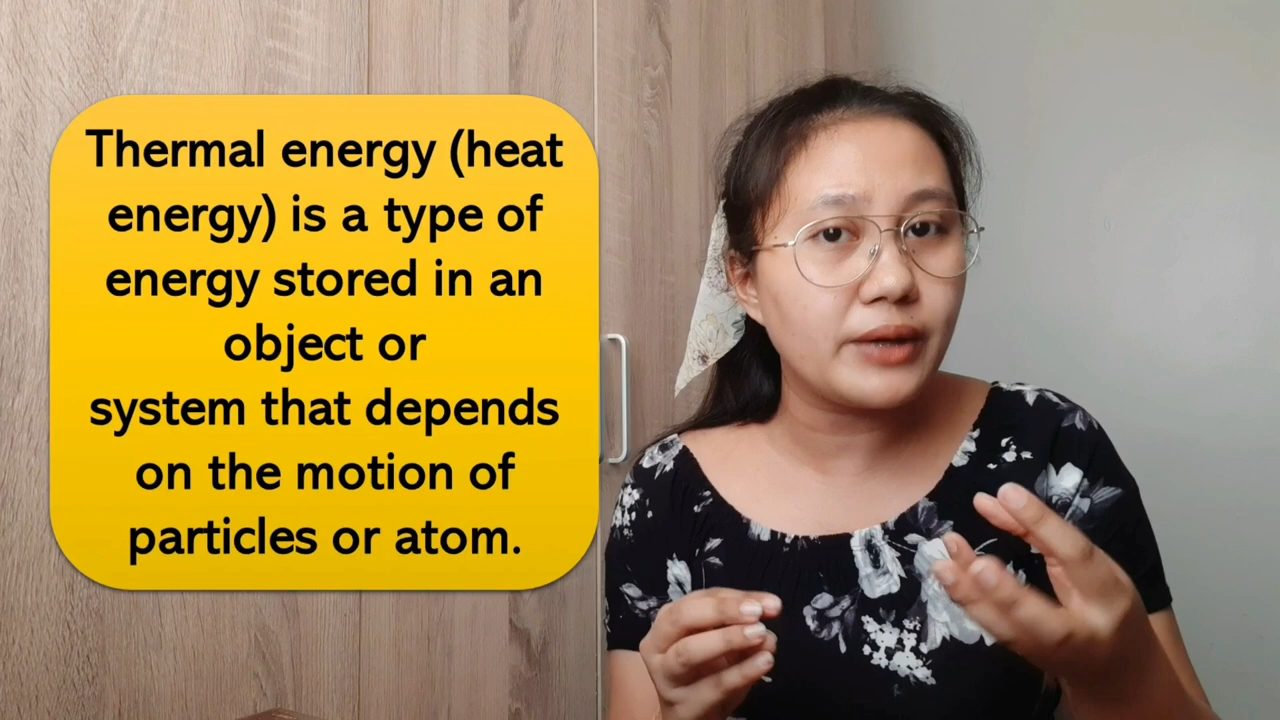 Thermal energy (heat
energy) is a type of
energy stored in an
object or
system that depends
on the motion of
particles or atom.